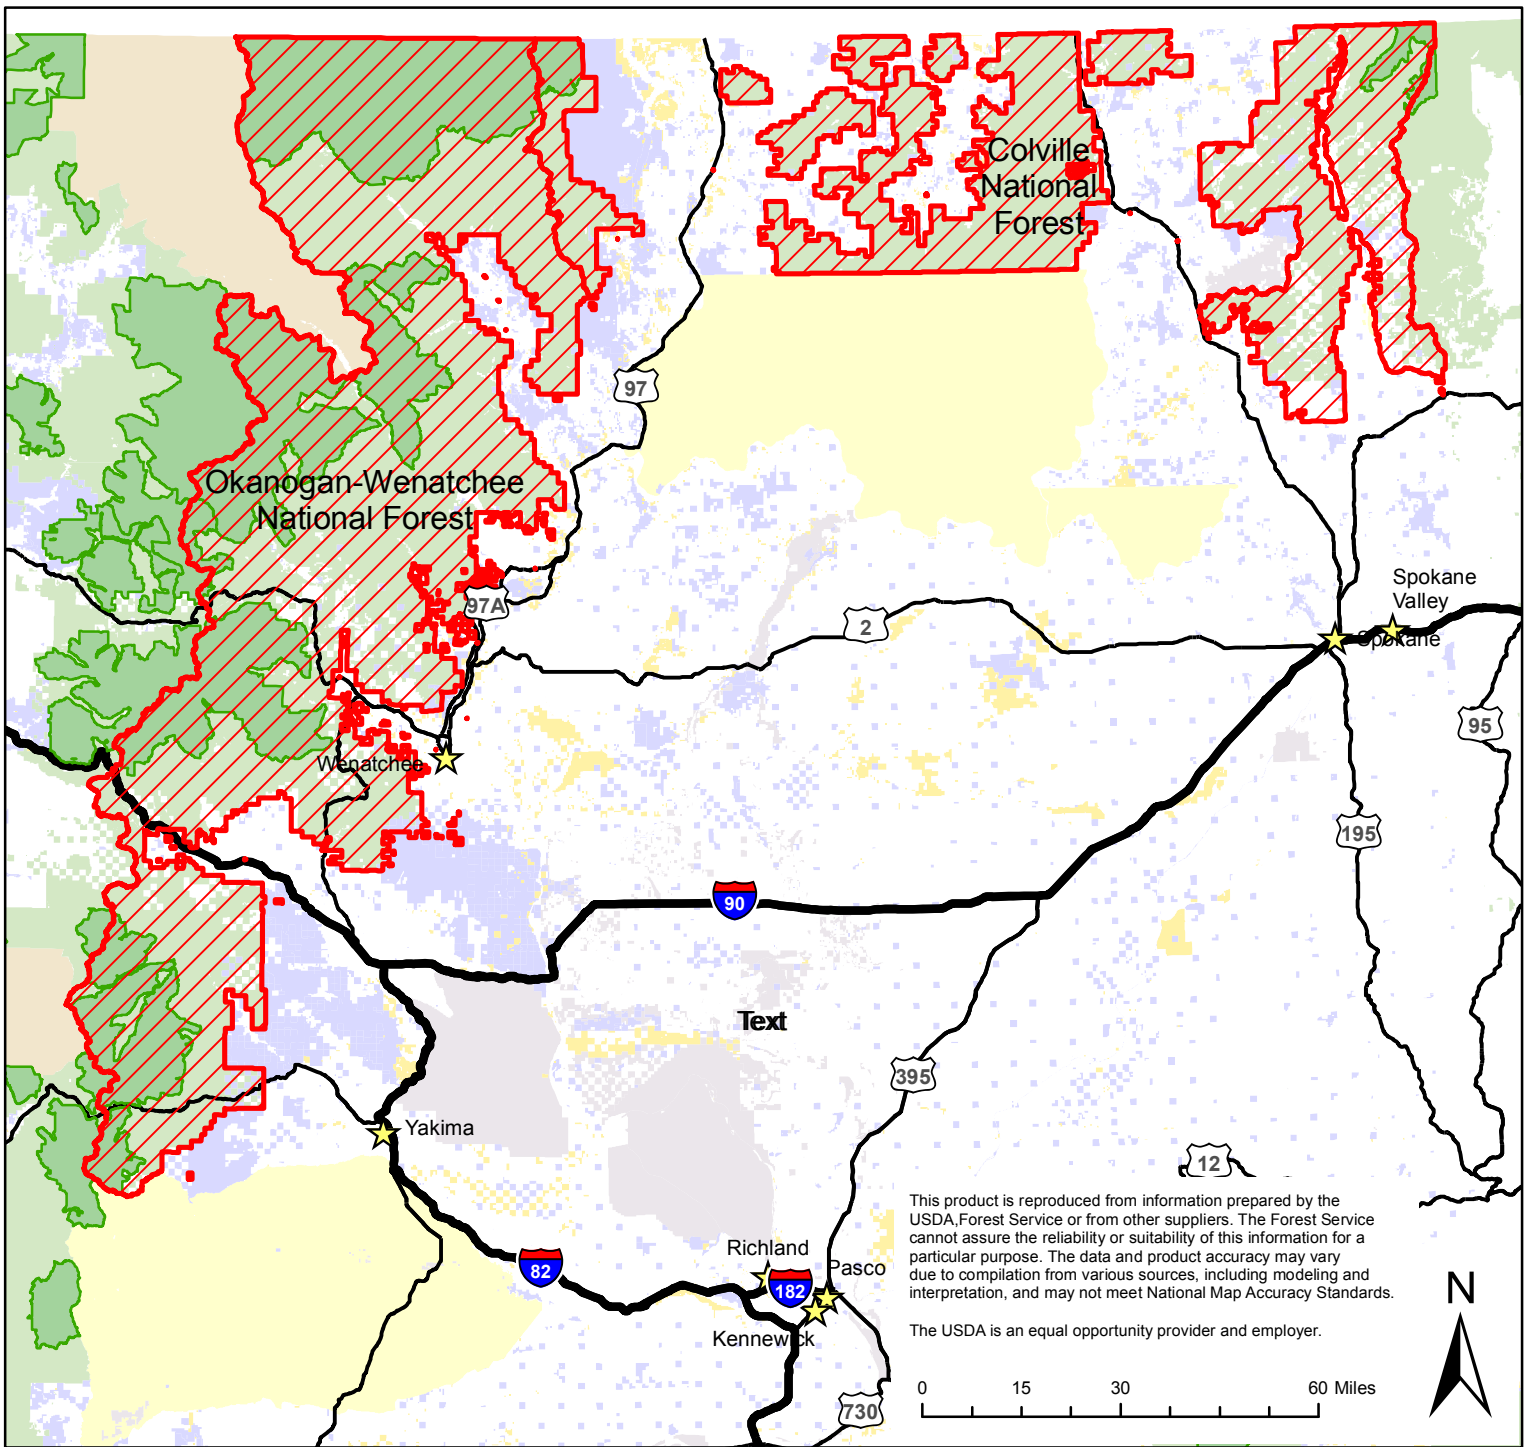 Colville
National
Forest
97
Okanogan-Wenatchee
National Forest
97A
2
Spokane
Valley
Spokane
95
Wenatchee
195
90
Text
395
Yakima
12
This product is reproduced from information prepared by the
USDA,Forest Service or from other suppliers. The Forest Service
cannot assure the reliability or suitability of this information for a
particular purpose. The data and product accuracy may vary
due to compilation from various sources, including modeling and
interpretation, and may not meet National Map Accuracy Standards.
The USDA is an equal opportunity provider and employer.
Richland
Pasco
82
182
Kennewick
N
0 15 30 60 Miles
730